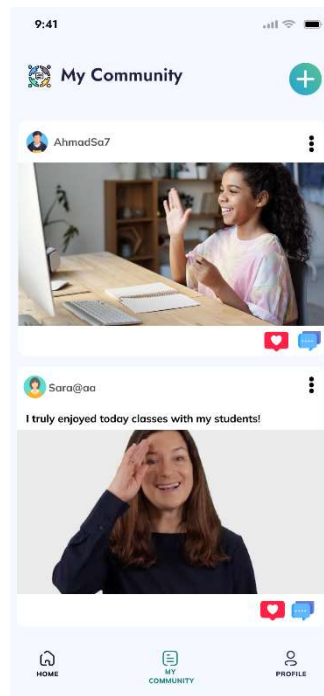 9:41
My Community
AhmadSa7
Sara@aa
I truly enjoyed today classes with my students!
HOME
MY
COMMUNITY
PROFILE